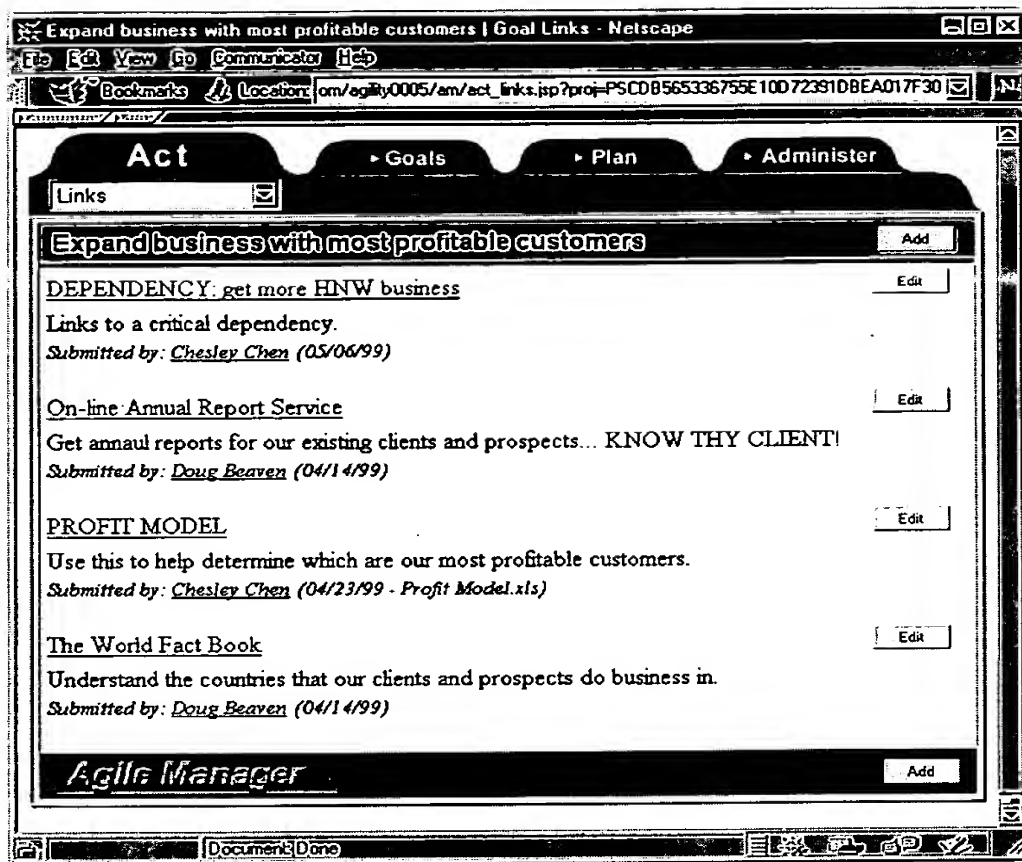 Expand business with most profitable customers | Goal Links - Netscape
File Edit View Go Communicator Help
Bookmarks Location: om/agility0005/am/act_links.jsp?proj=PSCDB565336755E10D72391DBEA017F30 N
Act Goals Plan Administer
Links
Expand business with most profitable customers Add
DEPENDENCY: get more HNW business Edit
Links to a critical dependency.
Submitted by: Chesley Chen (05/06/99)
On-line Annual Report Service Edit
Get annaul reports for our existing clients and prospects... KNOW THY CLIENT!
Submitted by: Doug Beaven (04/14/99)
PROFIT MODEL Edit
Use this to help determine which are our most profitable customers.
Submitted by: Chesley Chen (04/23/99 - Profit Model.xls)
The World Fact Book Edit
Understand the countries that our clients and prospects do business in.
Submitted by: Doug Beaven (04/14/99)
Agile Manager Add
Document: Done